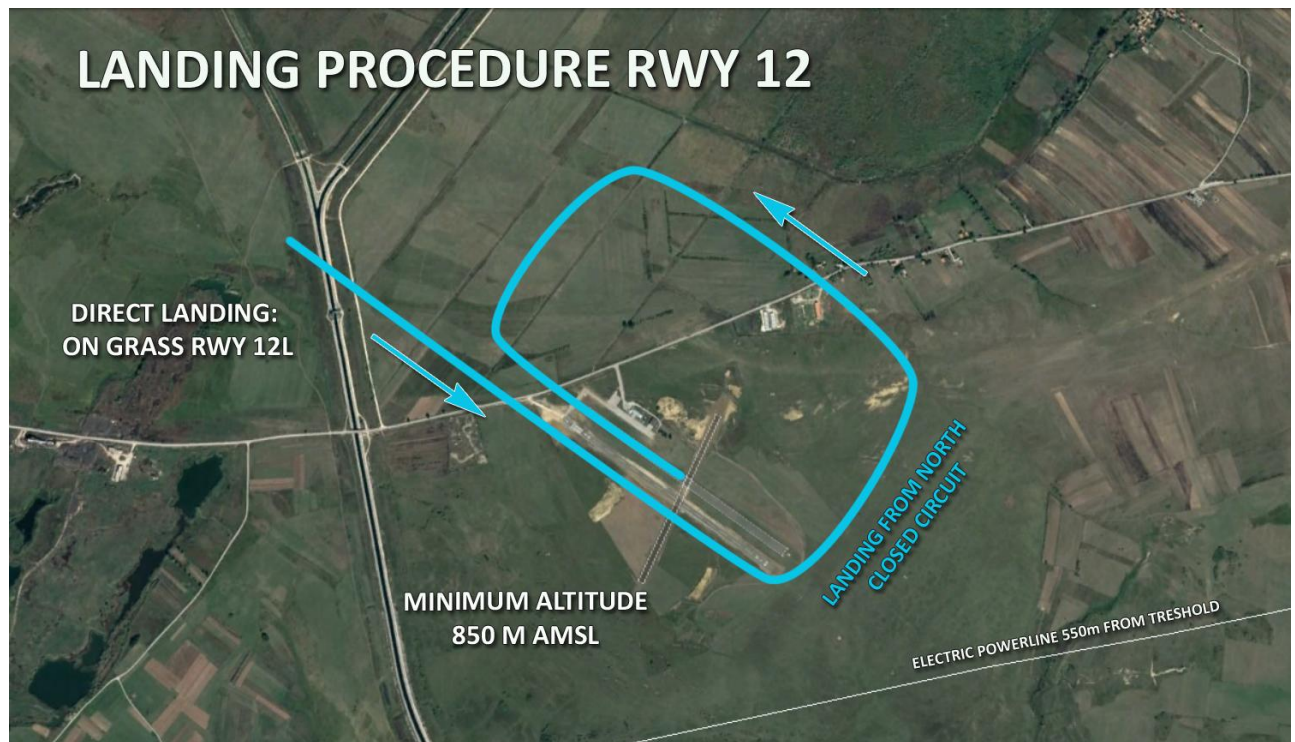 LANDING PROCEDURE RWY 12
DIRECT LANDING:
ON GRASS RWY 12L
LANDING FROM NORTH
CLOSED CIRCUIT
MINIMUM ALTITUDE
850 M AMSL
ELECTRIC POWERLINE 550m FROM TRESHOLD